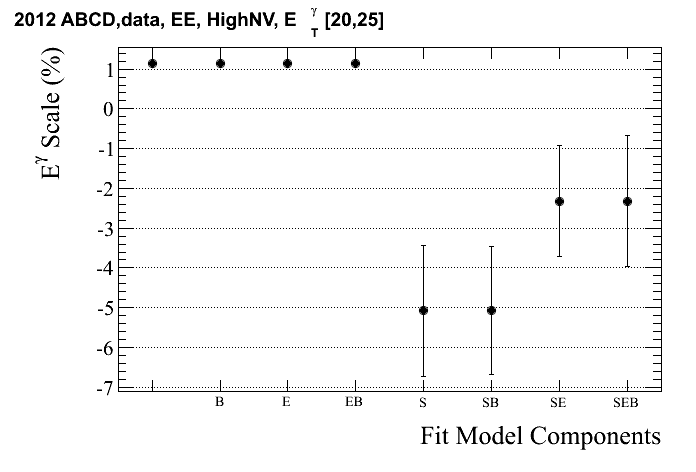 2012 ABCD,data, EE, HighNV, E γ T [20,25]
E γ Scale (%)
1
0
-1
-2
-3
-4
-5
-6
-7
B E EB S SB SE SEB
Fit Model Components